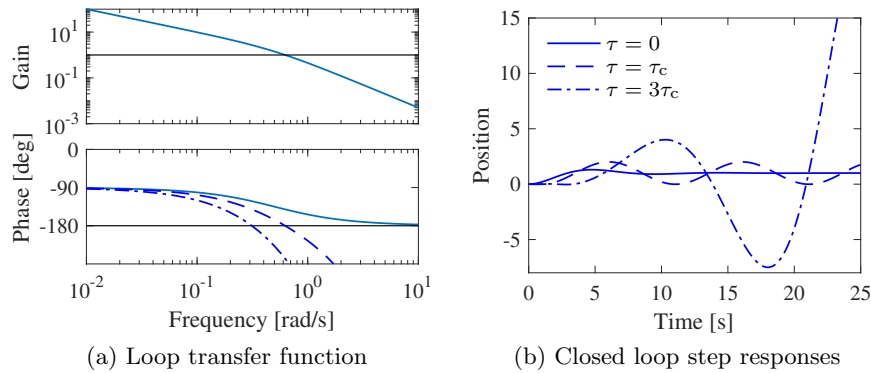 10^1
10^-1
10^-3
Gain
0
-90
-180
Phase [deg]
10^-2
10^-1
10^0
10^1
Frequency [rad/s]
(a) Loop transfer function
15
10
5
0
-5
Position
τ = 0
τ = τ_c
τ = 3τ_c
0
5
10
15
20
25
Time [s]
(b) Closed loop step responses